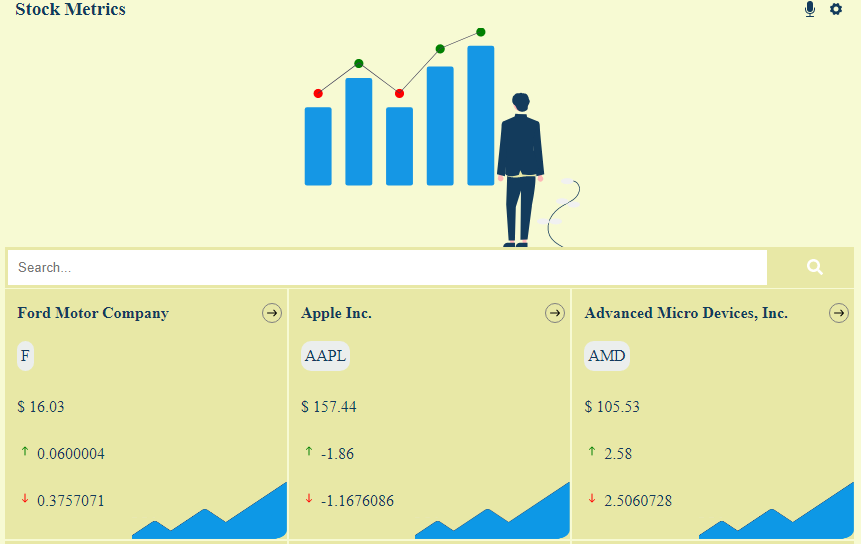 Stock Metrics
Search...
Ford Motor Company
F
$ 16.03
0.0600004
0.3757071
Apple Inc.
AAPL
$ 157.44
-1.86
-1.1676086
Advanced Micro Devices, Inc.
AMD
$ 105.53
2.58
2.5060728